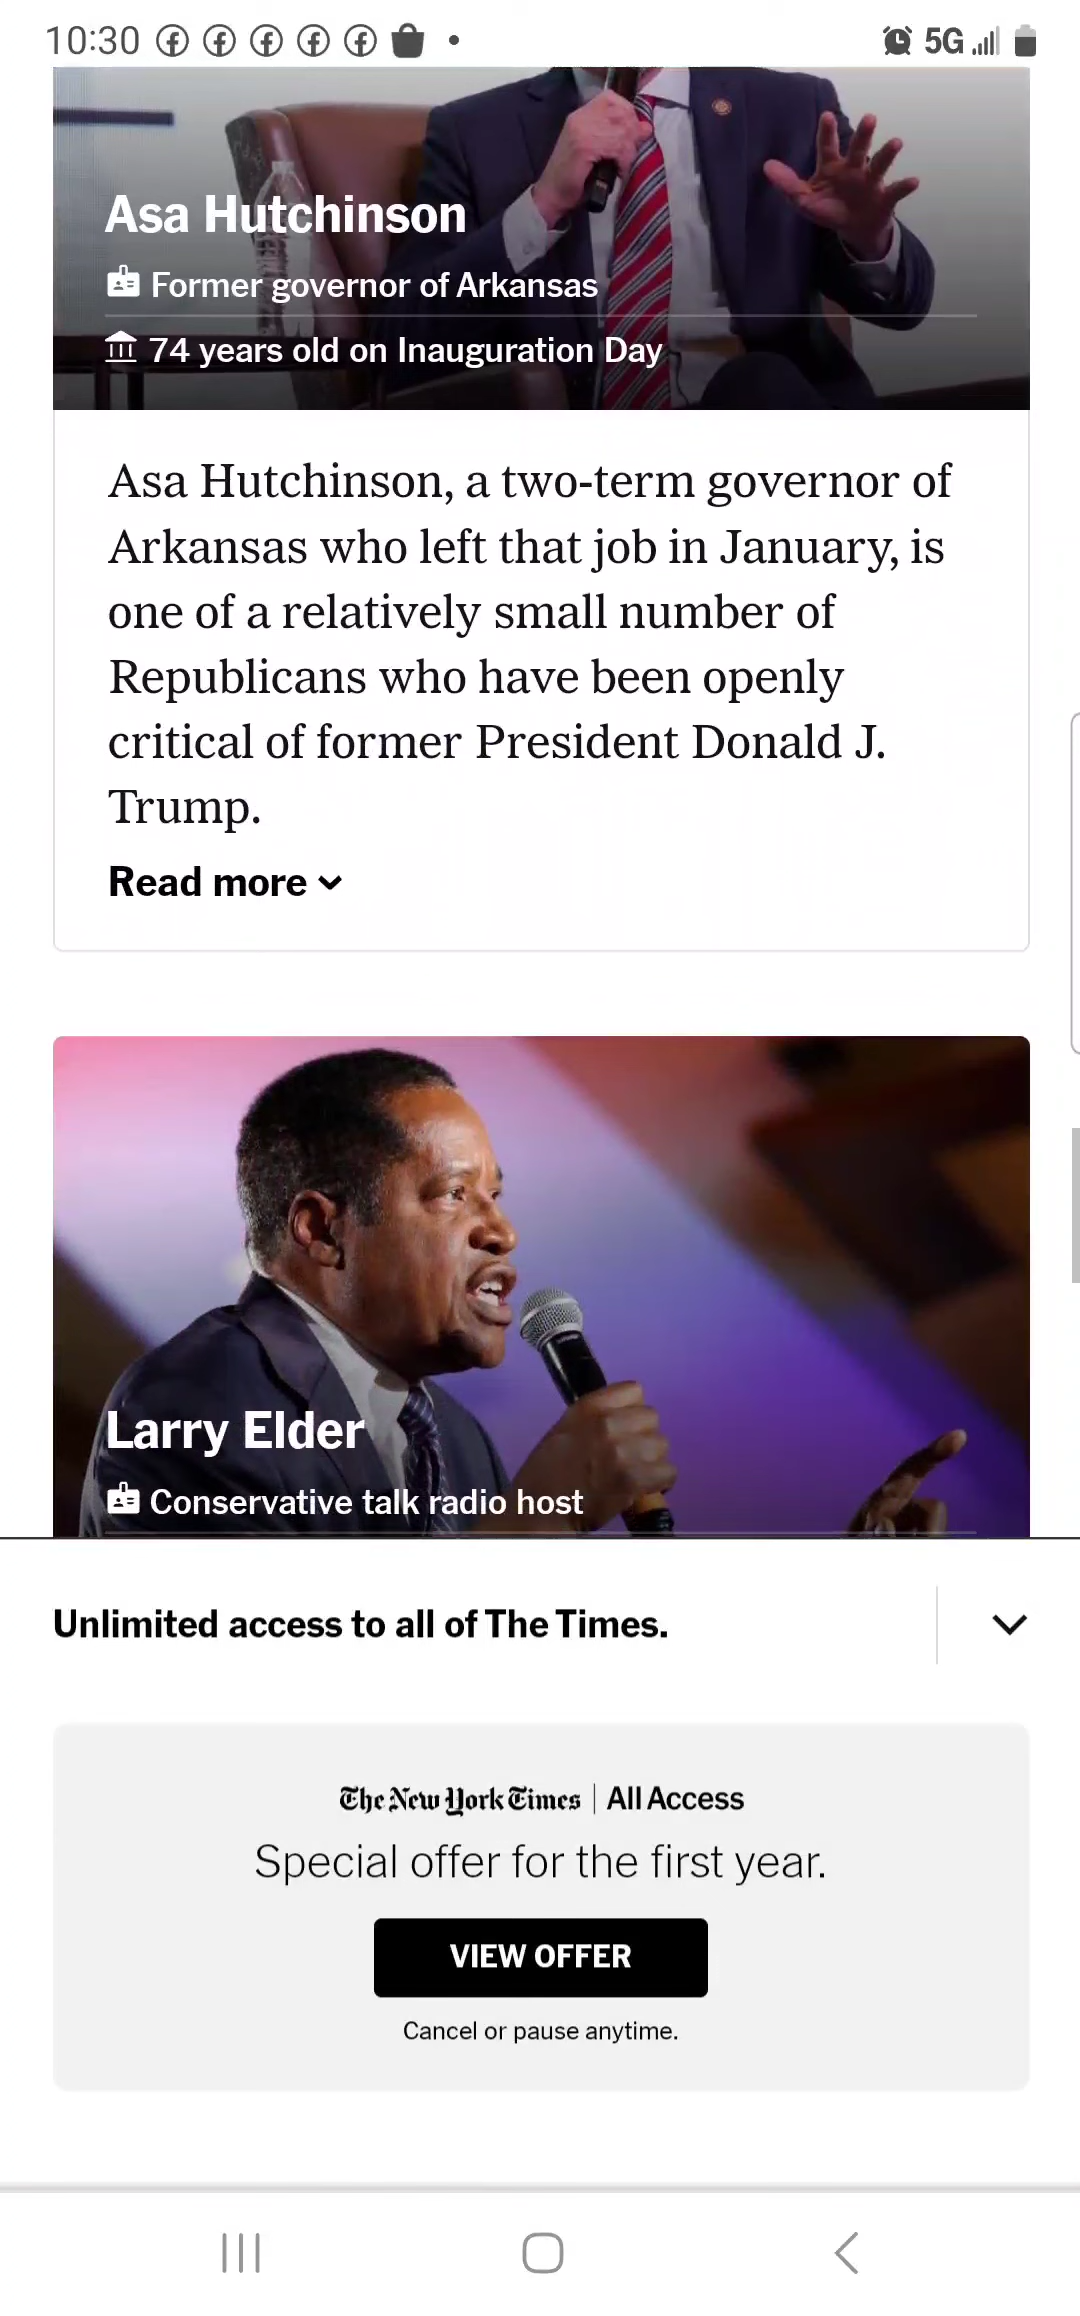 10:30
5G
Asa Hutchinson
Former governor of Arkansas
74 years old on Inauguration Day
Asa Hutchinson, a two-term governor of
Arkansas who left that job in January, is
one of a relatively small number of
Republicans who have been openly
critical of former President Donald J.
Trump.
Read more
Larry Elder
Conservative talk radio host
Unlimited access to all of The Times.
The New York Times | All Access
Special offer for the first year.
VIEW OFFER
Cancel or pause anytime.